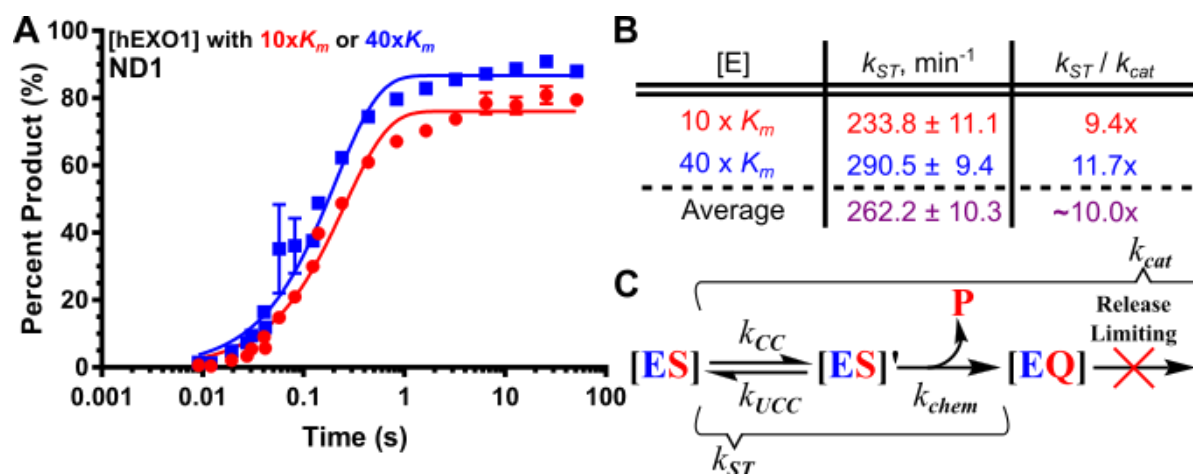 A
[hEXO1] with 10xKm or 40xKm
ND1
Percent Product (%)
100
80
60
40
20
0
0.001 0.01 0.1 1 10 100
Time (s)
B
[E] kST, min-1 kST / kcat
10 x Km 233.8 ± 11.1 9.4x
40 x Km 290.5 ± 9.4 11.7x
Average 262.2 ± 10.3 ~10.0x
C
kcat
P
Release
Limiting
kCC
[ES] [ES]' [EQ]
kUCC kchem
kST